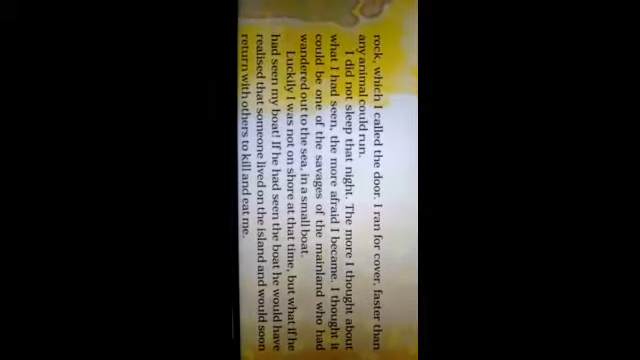 rock, which I called the door. I ran for cover, faster than
any animal could run.
I did not sleep that night. The more I thought about
what I had seen, the more afraid I became. I thought it
could be one of the savages of the mainland who had
wandered out to the sea, in a small boat.
Luckily I was not on shore at that time, but what if he
had seen my boat! If he had seen the boat he would have
realised that someone lived on the island and would soon
return with others to kill and eat me.